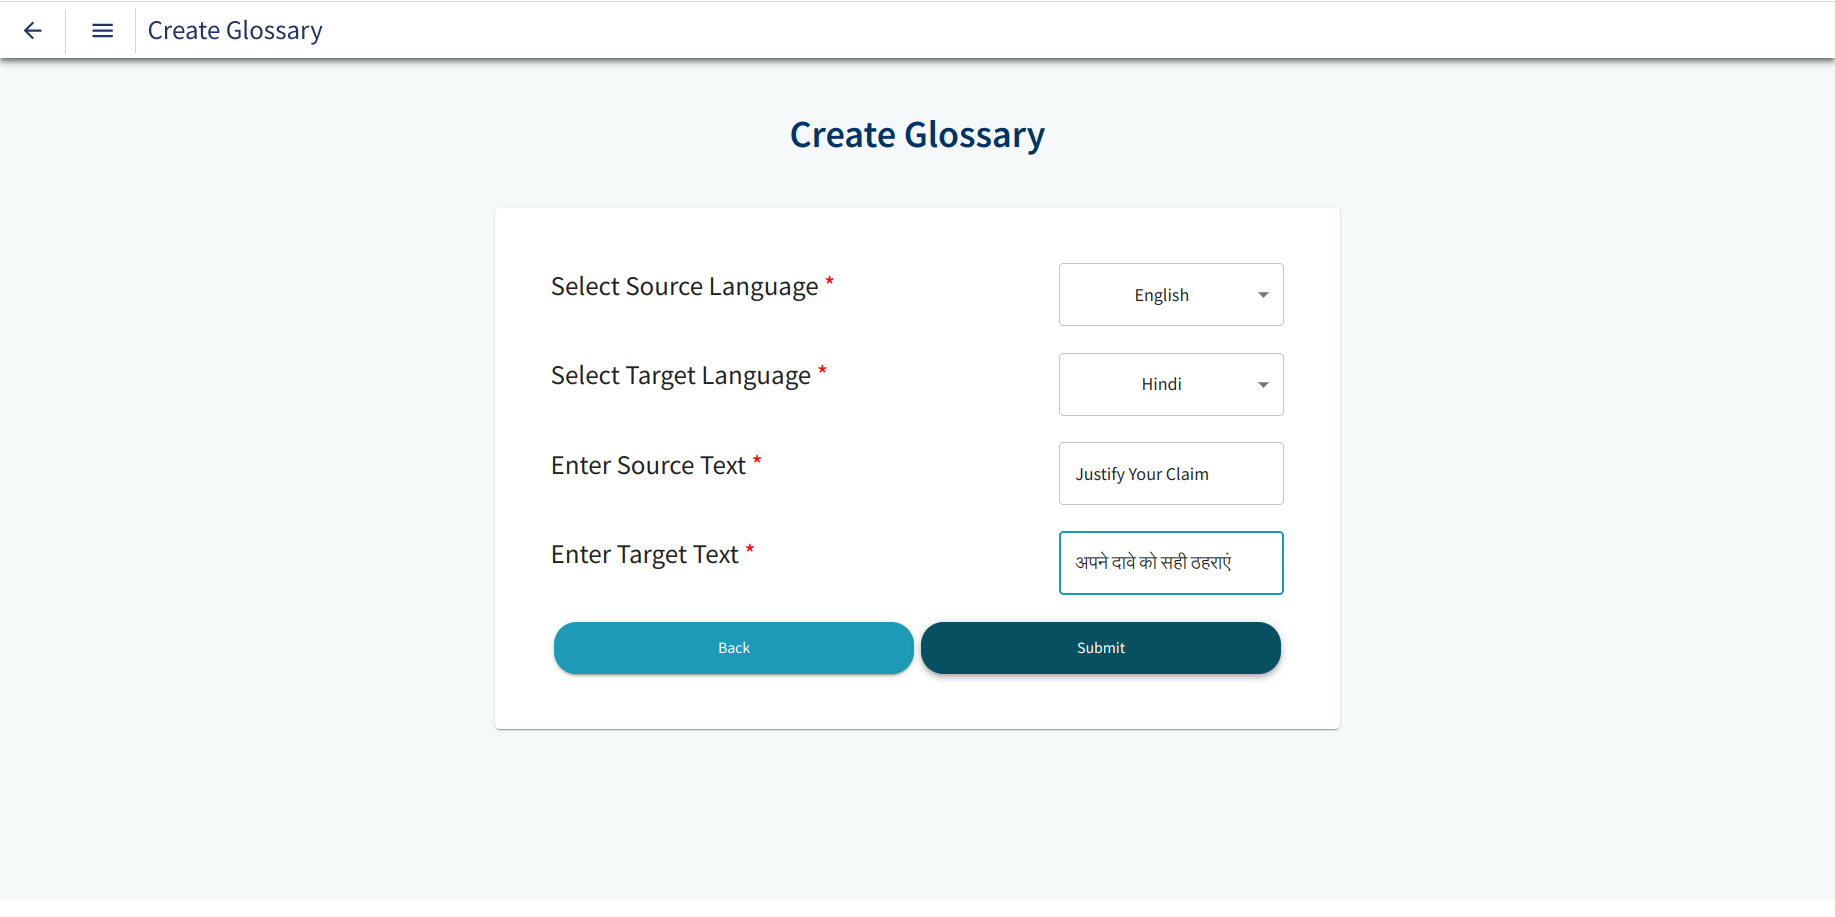 Create Glossary
Create Glossary
Select Source Language *
English
Select Target Language *
Hindi
Enter Source Text *
Justify Your Claim
Enter Target Text *
अपने दावे को सही ठहराएं
Back
Submit